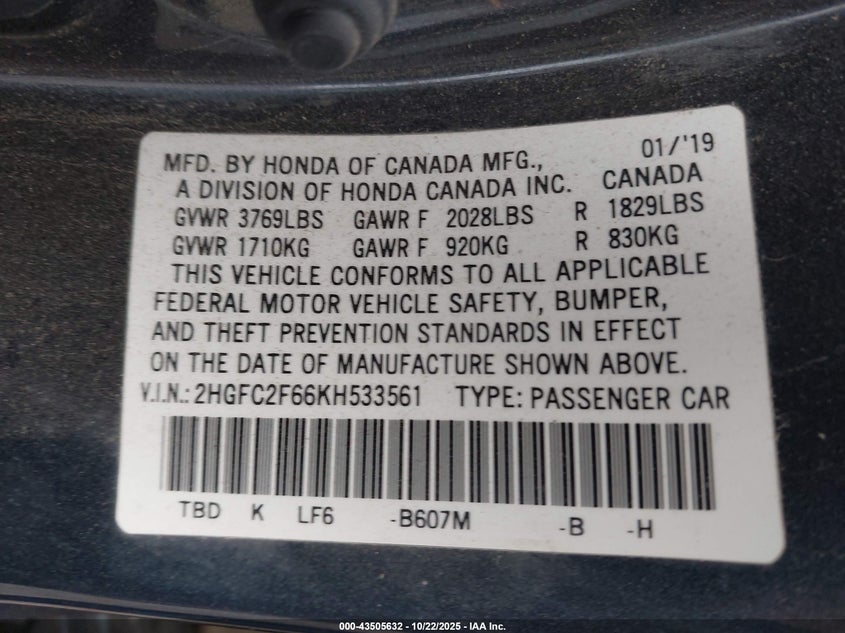 MFD. BY HONDA OF CANADA MFG., 01/'19
A DIVISION OF HONDA CANADA INC. CANADA
GVWR 3769LBS GAWR F 2028LBS R 1829LBS
GVWR 1710KG GAWR F 920KG R 830KG
THIS VEHICLE CONFORMS TO ALL APPLICABLE
FEDERAL MOTOR VEHICLE SAFETY, BUMPER,
AND THEFT PREVENTION STANDARDS IN EFFECT
ON THE DATE OF MANUFACTURE SHOWN ABOVE.
V.I.N.: 2HGFC2F66KH533561 TYPE: PASSENGER CAR
TBD K LF6 -B607M -B -H
000-43505632 - 10/22/2025 - IAA Inc.